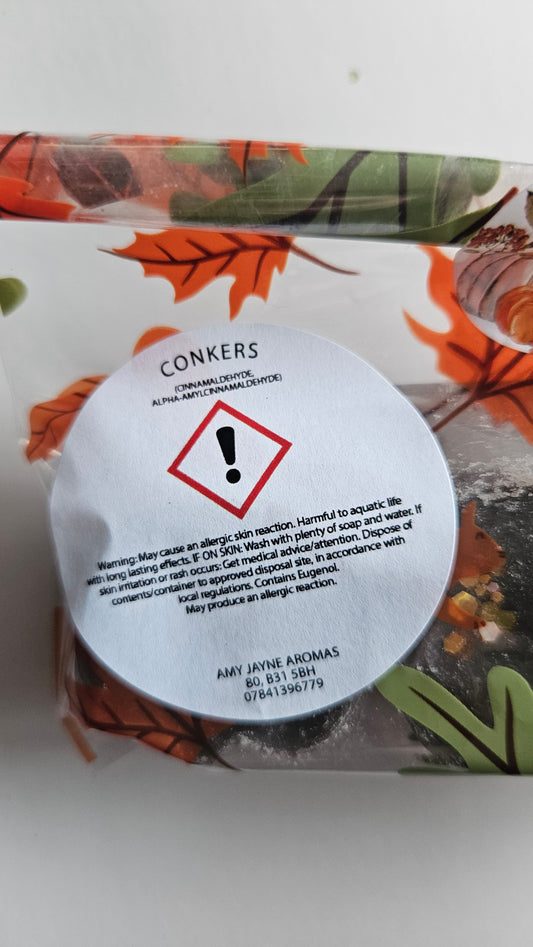 CONKERS
(CINNAMALDEHYDE,
ALPHA-AMYLCINNAMALDEHYDE)
Warning: May cause an allergic skin reaction. Harmful to aquatic life
with long lasting effects. IF ON SKIN: Wash with plenty of soap and water. If
skin irritation or rash occurs: Get medical advice/attention. Dispose of
contents/container to approved disposal site, in accordance with
local regulations. Contains Eugenol.
May produce an allergic reaction.
AMY JAYNE AROMAS
80, B31 5BH
07841396779